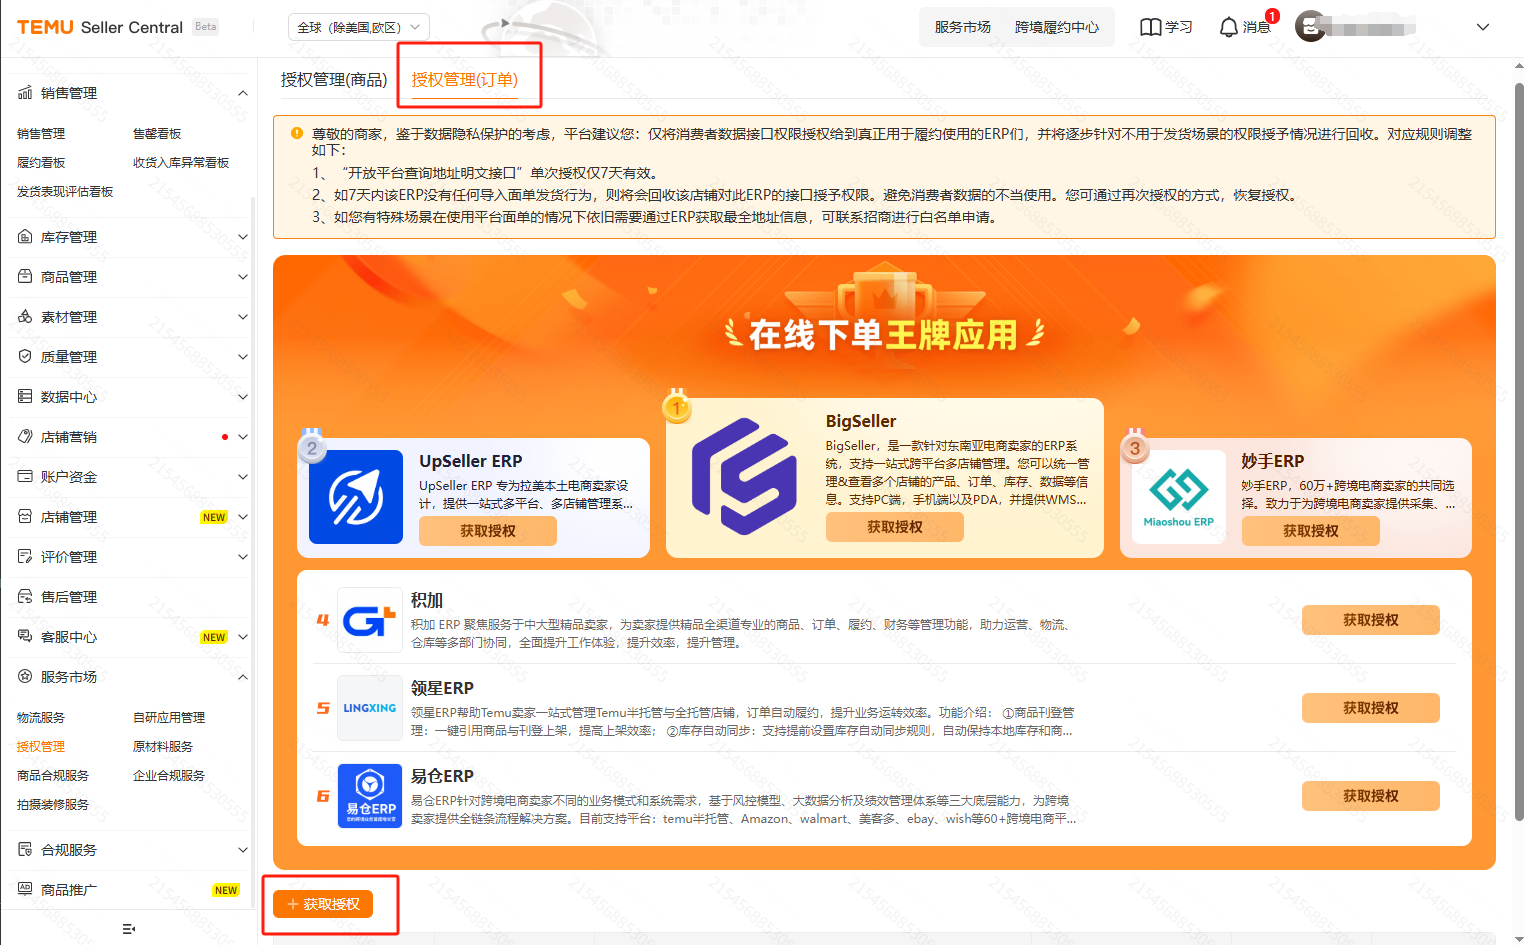 TEMU Seller Central Beta
全球（除美国,欧区）
服务市场
跨境履约中心
学习
消息
1
销售管理
销售管理
售罄看板
履约看板
收货入库异常看板
发货表现评估看板
库存管理
商品管理
素材管理
质量管理
数据中心
店铺营销
账户资金
店铺管理 NEW
评价管理
售后管理
客服中心 NEW
服务市场
物流服务
自研应用管理
授权管理
原材料服务
商品合规服务
企业合规服务
拍摄装修服务
合规服务
商品推广 NEW
授权管理(商品)
授权管理(订单)
尊敬的商家，鉴于数据隐私保护的考虑，平台建议您：仅将消费者数据接口权限授权给到真正用于履约使用的ERP们，并将逐步针对不用于发货场景的权限授予情况进行回收。对应规则调整
如下：
1、“开放平台查询地址明文接口”单次授权仅7天有效。
2、如7天内该ERP没有任何导入面单发货行为，则将会回收该店铺对此ERP的接口授予权限。避免消费者数据的不当使用。您可通过再次授权的方式，恢复授权。
3、如您有特殊场景在使用平台面单的情况下依旧需要通过ERP获取最全地址信息，可联系招商进行白名单申请。
在线下单王牌应用
2
UpSeller ERP
UpSeller ERP 专为拉美本土电商卖家设
计，提供一站式多平台、多店铺管理系...
获取授权
1
BigSeller
BigSeller，是一款针对东南亚电商卖家的ERP系
统，支持一站式跨平台多店铺管理。您可以统一管
理&查看多个店铺的产品、订单、库存、数据等信
息。支持PC端，手机端以及PDA，并提供WMS...
获取授权
3
Miaoshou ERP
妙手ERP
妙手ERP，60万+跨境电商卖家的共同选
择。致力于为跨境电商卖家提供采集、...
获取授权
4
积加
积加 ERP 聚焦服务于中大型精品卖家，为卖家提供精品全渠道专业的商品、订单、履约、财务等管理功能，助力运营、物流、
仓库等多部门协同，全面提升工作体验，提升效率，提升管理。
获取授权
5
LINGXING
领星ERP
领星ERP帮助Temu卖家一站式管理Temu半托管与全托管店铺，订单自动履约，提升业务运转效率。功能介绍： ①商品刊登管
理：一键引用商品与刊登上架，提高上架效率； ②库存自动同步：支持提前设置库存自动同步规则，自动保持本地库存和商...
获取授权
6
易仓ERP
易仓ERP
易仓ERP针对跨境电商卖家不同的业务模式和系统需求，基于风控模型、大数据分析及绩效管理体系等三大底层能力，为跨境
卖家提供全链条流程解决方案。目前支持平台：temu半托管、Amazon、walmart、美客多、ebay、wish等60+跨境电商平...
获取授权
+ 获取授权